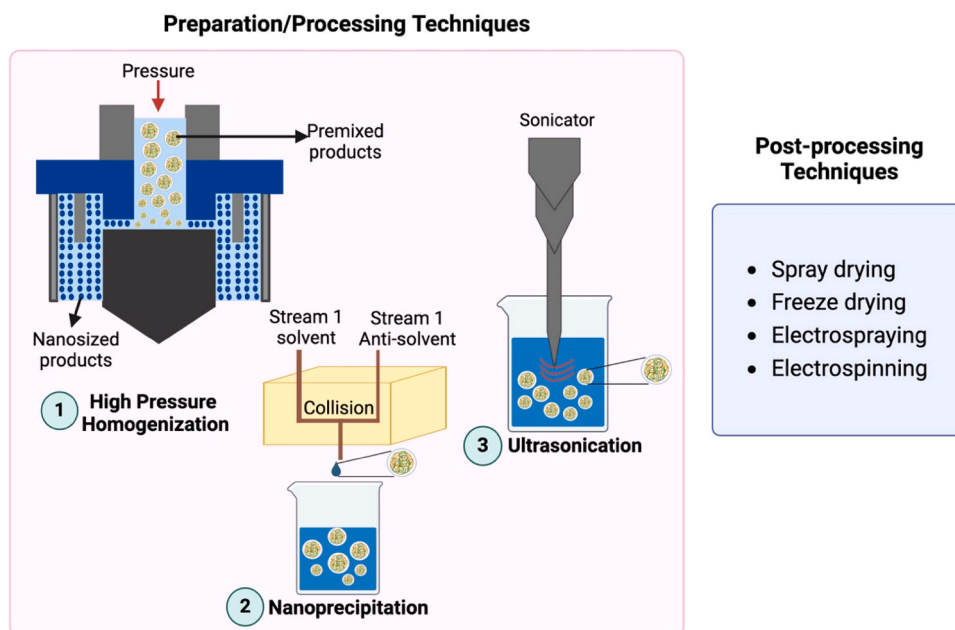 Preparation/Processing Techniques
Pressure
Premixed
products
Nanosized
products
1
High Pressure
Homogenization
Stream 1
solvent
Stream 1
Anti-solvent
Collision
2
Nanoprecipitation
Sonicator
3
Ultrasonication
Post-processing
Techniques
• Spray drying
• Freeze drying
• Electrospraying
• Electrospinning